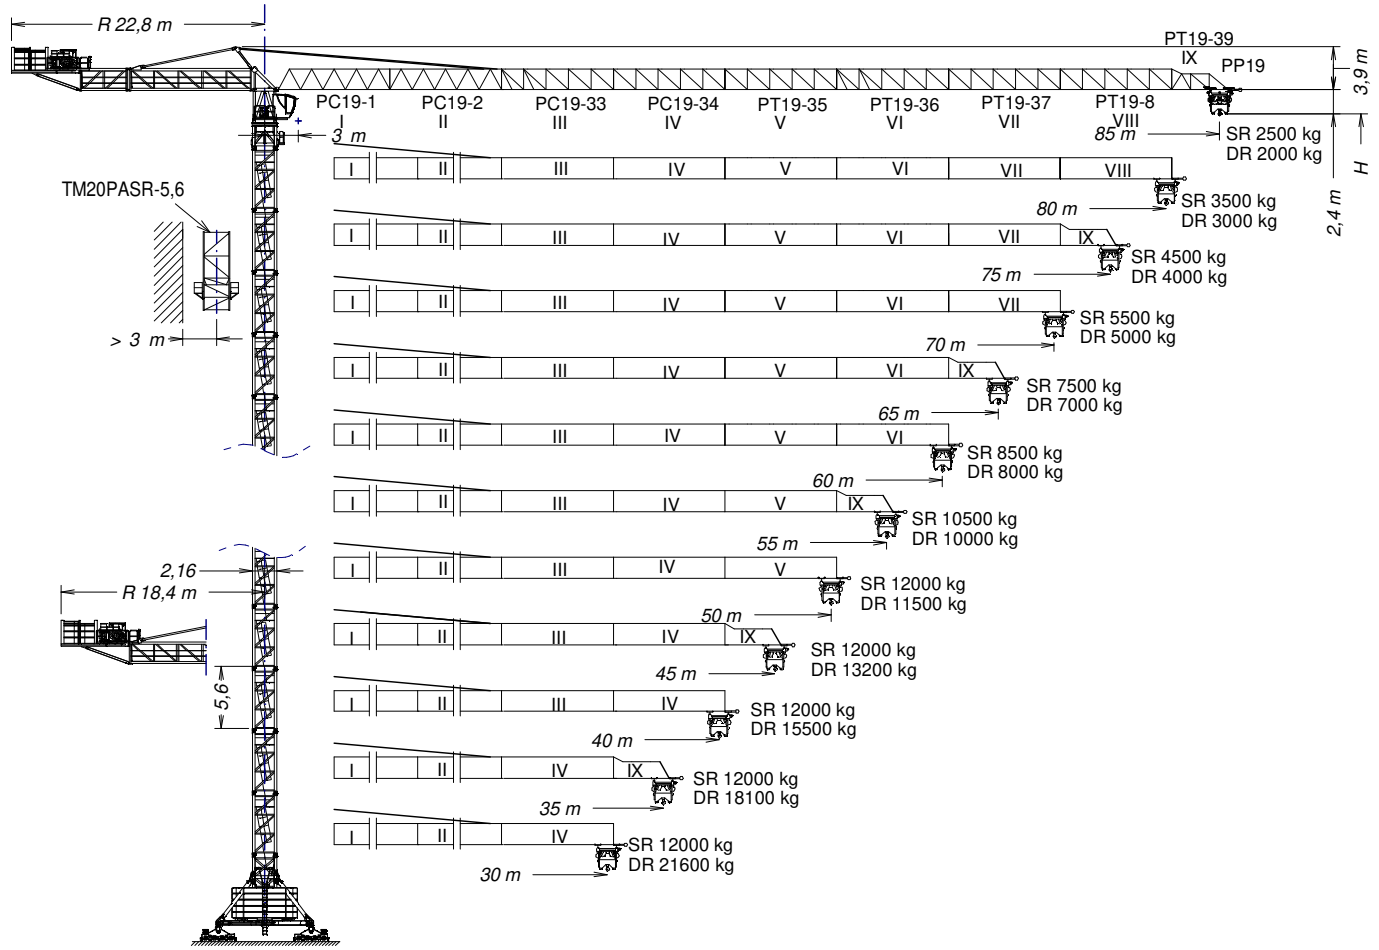 R 22,8 m
PT19-39
IX
PP19
3,9 m
PC19-1
PC19-2
PC19-33
PC19-34
PT19-35
PT19-36
PT19-37
PT19-8
I
II
III
IV
V
VI
VII
VIII
3 m
85 m
SR 2500 kg
DR 2000 kg
H
2,4 m
I II III IV V VI VII VIII
TM20PASR-5,6
80 m
SR 3500 kg
DR 3000 kg
I II III IV V VI VII IX
75 m
SR 4500 kg
DR 4000 kg
I II III IV V VI VII
> 3 m
70 m
SR 5500 kg
DR 5000 kg
I II III IV V VI IX
65 m
SR 7500 kg
DR 7000 kg
I II III IV V VI
60 m
SR 8500 kg
DR 8000 kg
I II III IV V IX
55 m
SR 10500 kg
DR 10000 kg
2,16
I II III IV V
R 18,4 m
50 m
SR 12000 kg
DR 11500 kg
I II III IV IX
45 m
SR 12000 kg
DR 13200 kg
5,6
I II III IV
40 m
SR 12000 kg
DR 15500 kg
I II IV IX
35 m
SR 12000 kg
DR 18100 kg
I II IV
30 m
SR 12000 kg
DR 21600 kg